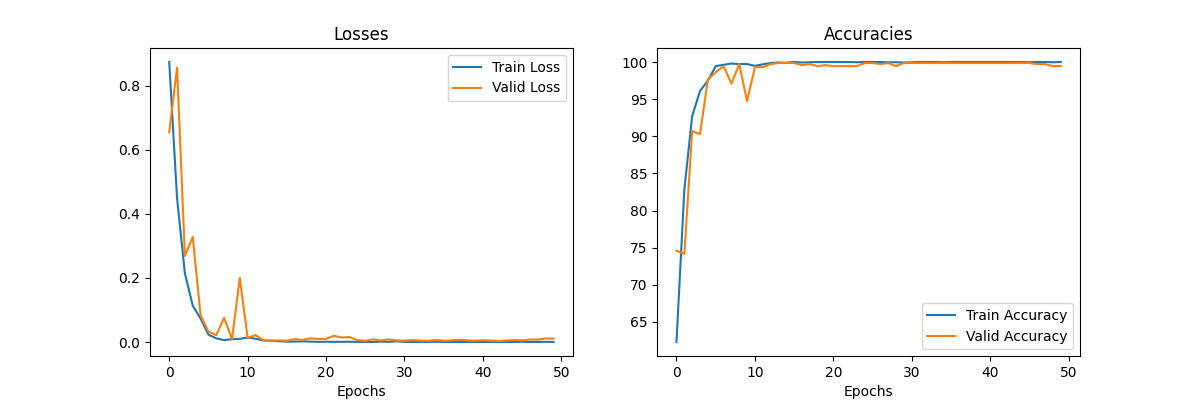 Losses
Train Loss
Valid Loss
0.8
0.6
0.4
0.2
0.0
0 10 20 30 40 50
Epochs
Accuracies
100
95
90
85
80
75
70
65
Train Accuracy
Valid Accuracy
0 10 20 30 40 50
Epochs